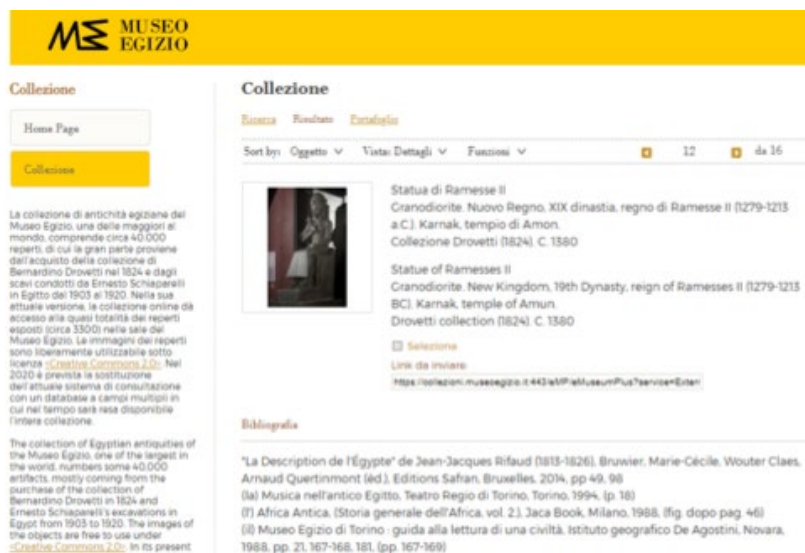 MUSEO
EGIZIO
Collezione
Home Page
Collezione
La collezione di antichità egiziane del
Museo Egizio, una delle maggiori al
mondo, comprende circa 40.000
reperti, di cui la gran parte proviene
dall'acquisto della collezione di
Bernardino Drovetti nel 1824 e dagli
scavi condotti da Ernesto Schiaparelli
in Egitto dal 1903 al 1920. Nella sua
attuale versione, la collezione online dà
accesso alla quasi totalità dei reperti
esposti (circa 3300) nelle sale del
Museo Egizio. Le immagini dei reperti
sono liberamente utilizzabile sotto
licenza «Creative Commons 2.0». Nel
2020 è prevista la sostituzione
dell'attuale sistema di consultazione
con un database a campi multipli in
cui nel tempo sarà resa disponibile
l'intera collezione.
The collection of Egyptian antiquities of
the Museo Egizio, one of the largest in
the world, numbers some 40.000
artifacts, mostly coming from the
purchase of the collection of
Bernardino Drovetti in 1824 and
Ernesto Schiaparelli's excavations in
Egypt from 1903 to 1920. The images of
the objects are free to use under
«Creative Commons 2.0». In its present
Collezione
Ricerca Risultato Portafoglio
Sort by: Oggetto Vista: Dettagli Funzioni 12 da 16
Statua di Ramesse II
Granodiorite. Nuovo Regno, XIX dinastia, regno di Ramesse II (1279-1213
a.C.). Karnak, tempio di Amon.
Collezione Drovetti (1824). C. 1380
Statue of Ramesses II
Granodiorite. New Kingdom, 19th Dynasty, reign of Ramesses II (1279-1213
BC). Karnak, temple of Amun.
Drovetti collection (1824). C. 1380
Seleziona
Link da inviare:
https://collezioni.museoegizio.it:443/eMP/eMuseumPlus?service=Extern
Bibliografia
"La Description de l'Égypte" de Jean-Jacques Rifaud (1813-1826), Bruwier, Marie-Cécile, Wouter Claes,
Arnaud Quertinmont (éd.), Editions Safran, Bruxelles, 2014, pp 49, 98
(la) Musica nell'antico Egitto, Teatro Regio di Torino, Torino, 1994, (p. 18)
(l') Africa Antica, (Storia generale dell'Africa, vol. 2.), Jaca Book, Milano, 1988, (fig. dopo pag. 46)
(il) Museo Egizio di Torino : guida alla lettura di una civiltà, Istituto geografico De Agostini, Novara,
1988, pp. 21, 167-168, 181, (pp. 167-169)